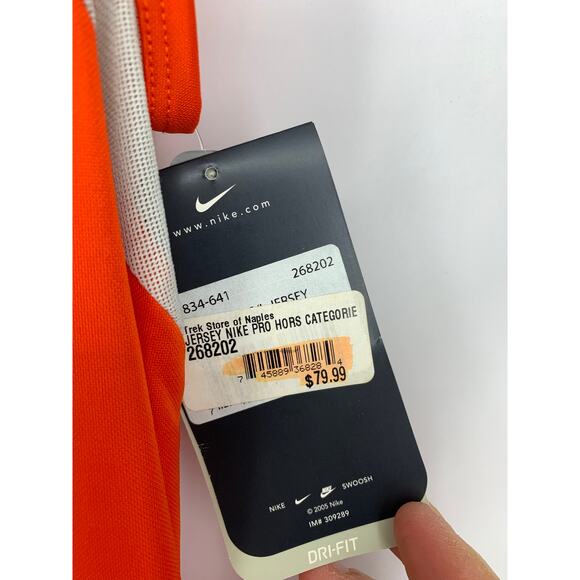 www.nike.com
834-641 268202
JERSEY
Trek Store of Naples
JERSEY NIKE PRO HORS CATEGORIE
268202
7 45889 36828 4
$79.99
NIKE SWOOSH
© 2005 Nike
IM# 309289
DRI-FIT